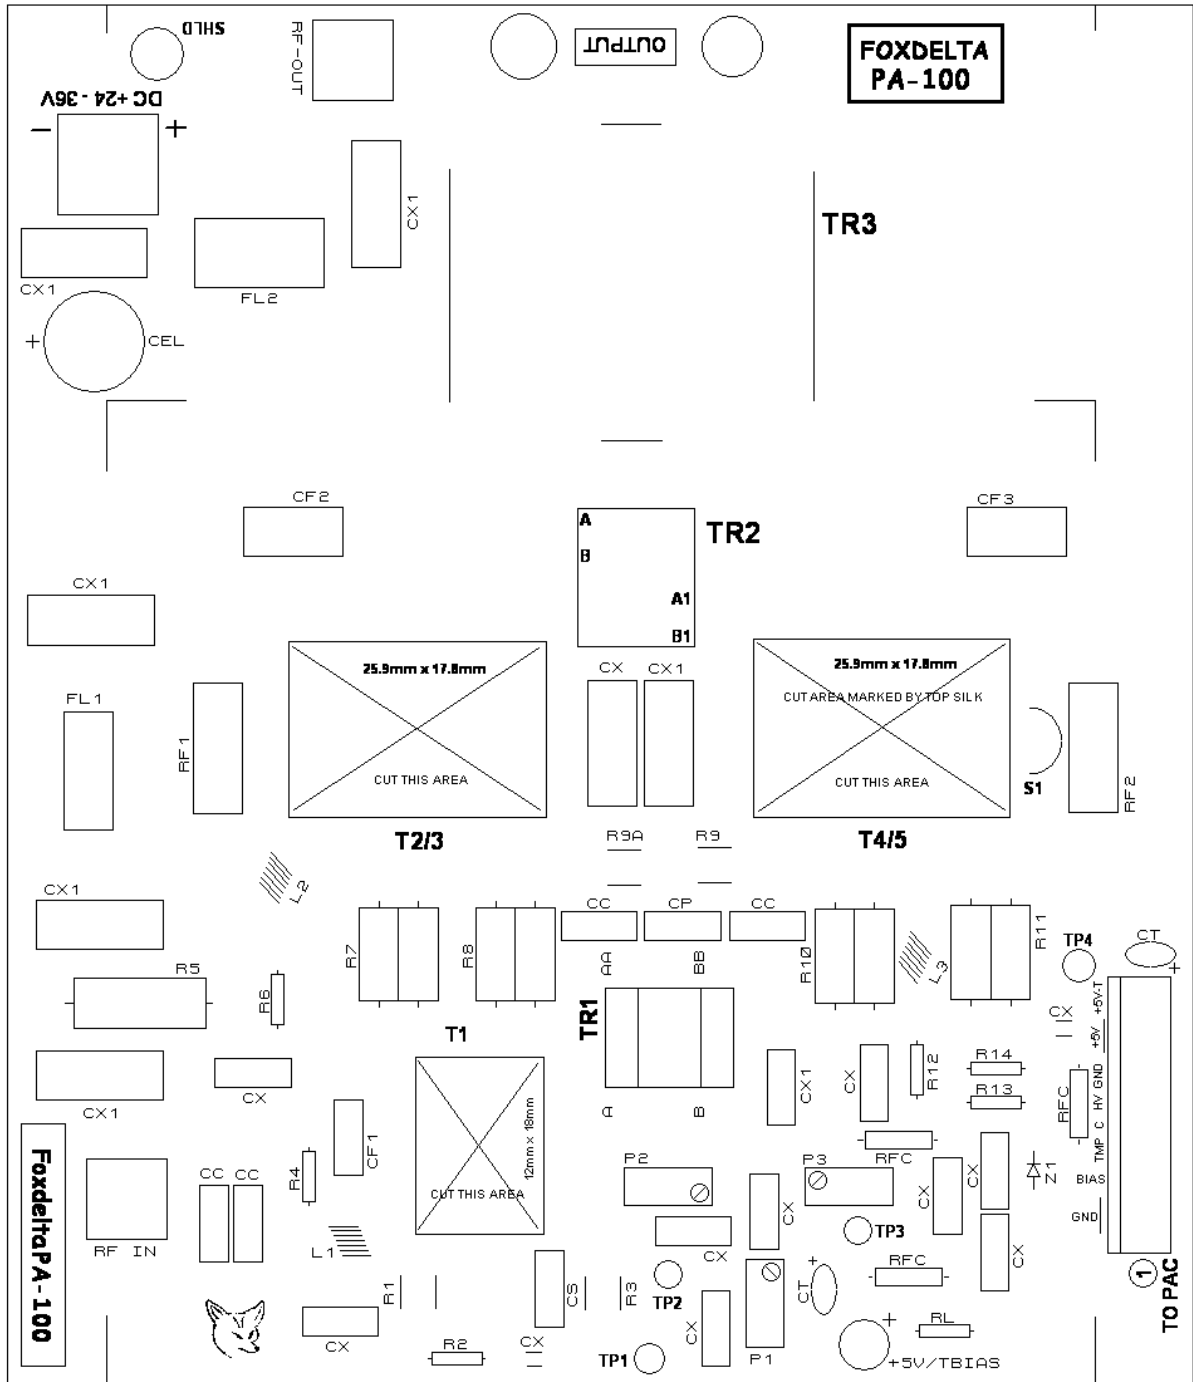 SHLD
RF-OUT
OUTPUT
FOXDELTA
PA-100
DC +24 - 36V
- +
CX1
TR3
CX1
FL2
+ CEL
CF2
CF3
A
B
TR2
A1
B1
CX1
25.9mm x 17.8mm
CUT THIS AREA
T2/3
CX CX1
25.9mm x 17.8mm
CUT AREA MARKED BY TOP SILK
CUT THIS AREA
T4/5
FL1
RF1
S1
RF2
R9A R9
L2
CX1
R7
R8
CC CP CC
AA BB
R10
L3
R11
TP4
CT
+
R5
R6
TR1
T1
A B
CX1
CX
R12
R14
R13
RFC
CX
+5V-T
+5V
GND
HV
C
TMP
BIAS
GND
CX1
CX
CF1
12mm x 18mm
CUT THIS AREA
R4
P2
P3
RFC
CX
CX
CX
Z1
FoxdeltaPA-100
RF IN
CC CC
L1
CX
TP3
CX
1
TO PAC
R1
CS
R3
TP2
CX
CT
+
RFC
CX
R2
CX
TP1
P1
RL
+
+5V/TBIAS